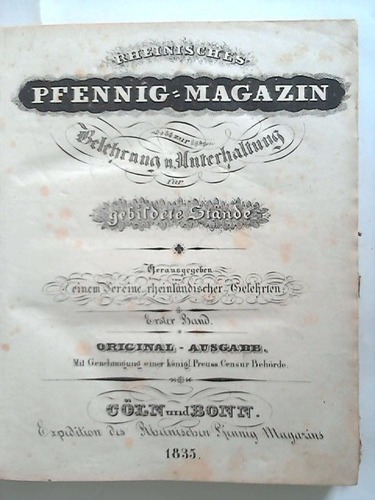 RHEINISCHES
PFENNIG-MAGAZIN
zur
Belehrung u. Unterhaltung
für
gebildete Stände
Herausgegeben
von
einem Vereine rheinländischer Gelehrten.
Erster Band.
ORIGINAL-AUSGABE.
Mit Genehmigung einer königl. Preuss Censur Behörde.
CÖLN und BONN.
Expedition des Rheinischen Pfennig Magazins
1835.